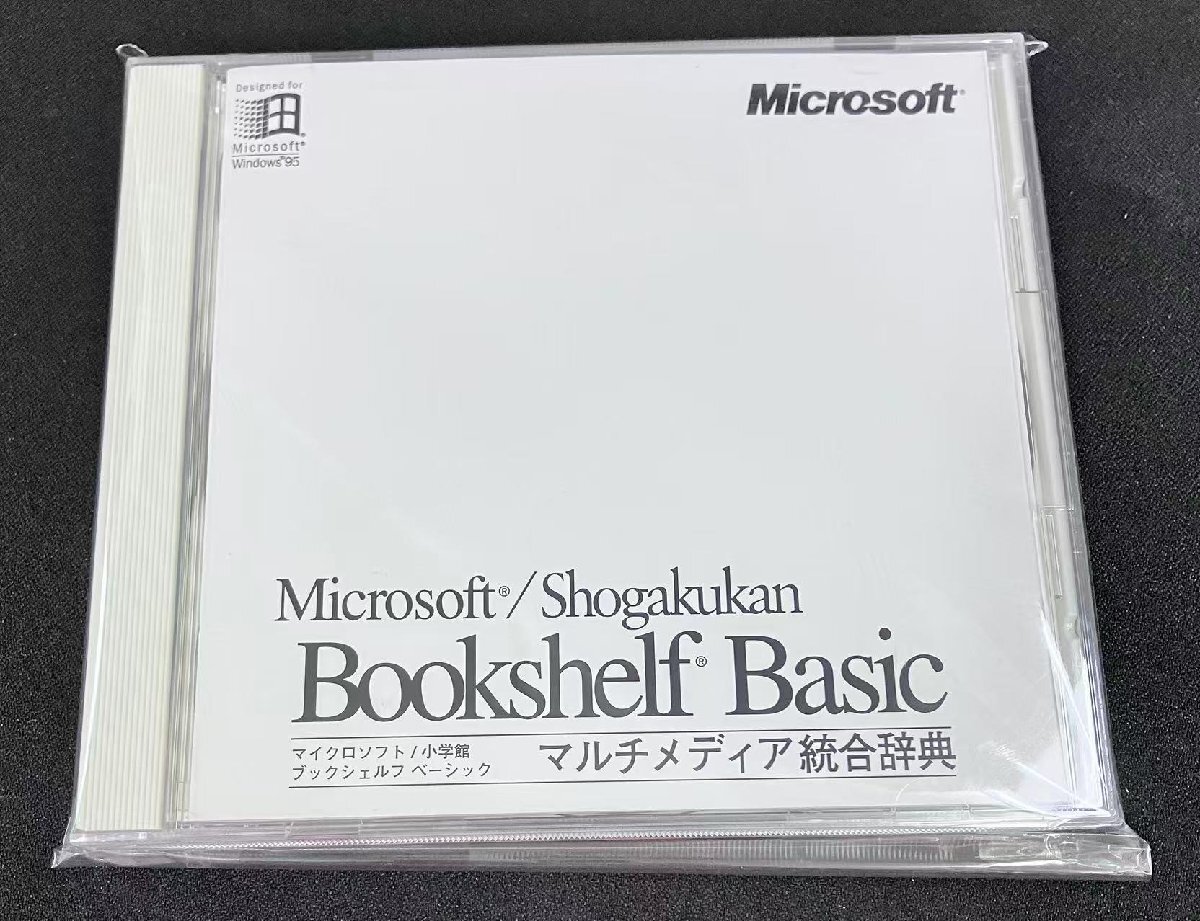 Designed for
Microsoft®
Windows®95
Microsoft®
Microsoft®/Shogakukan
Bookshelf® Basic
マイクロソフト/小学館
ブックシェルフ ベーシック
マルチメディア統合辞典